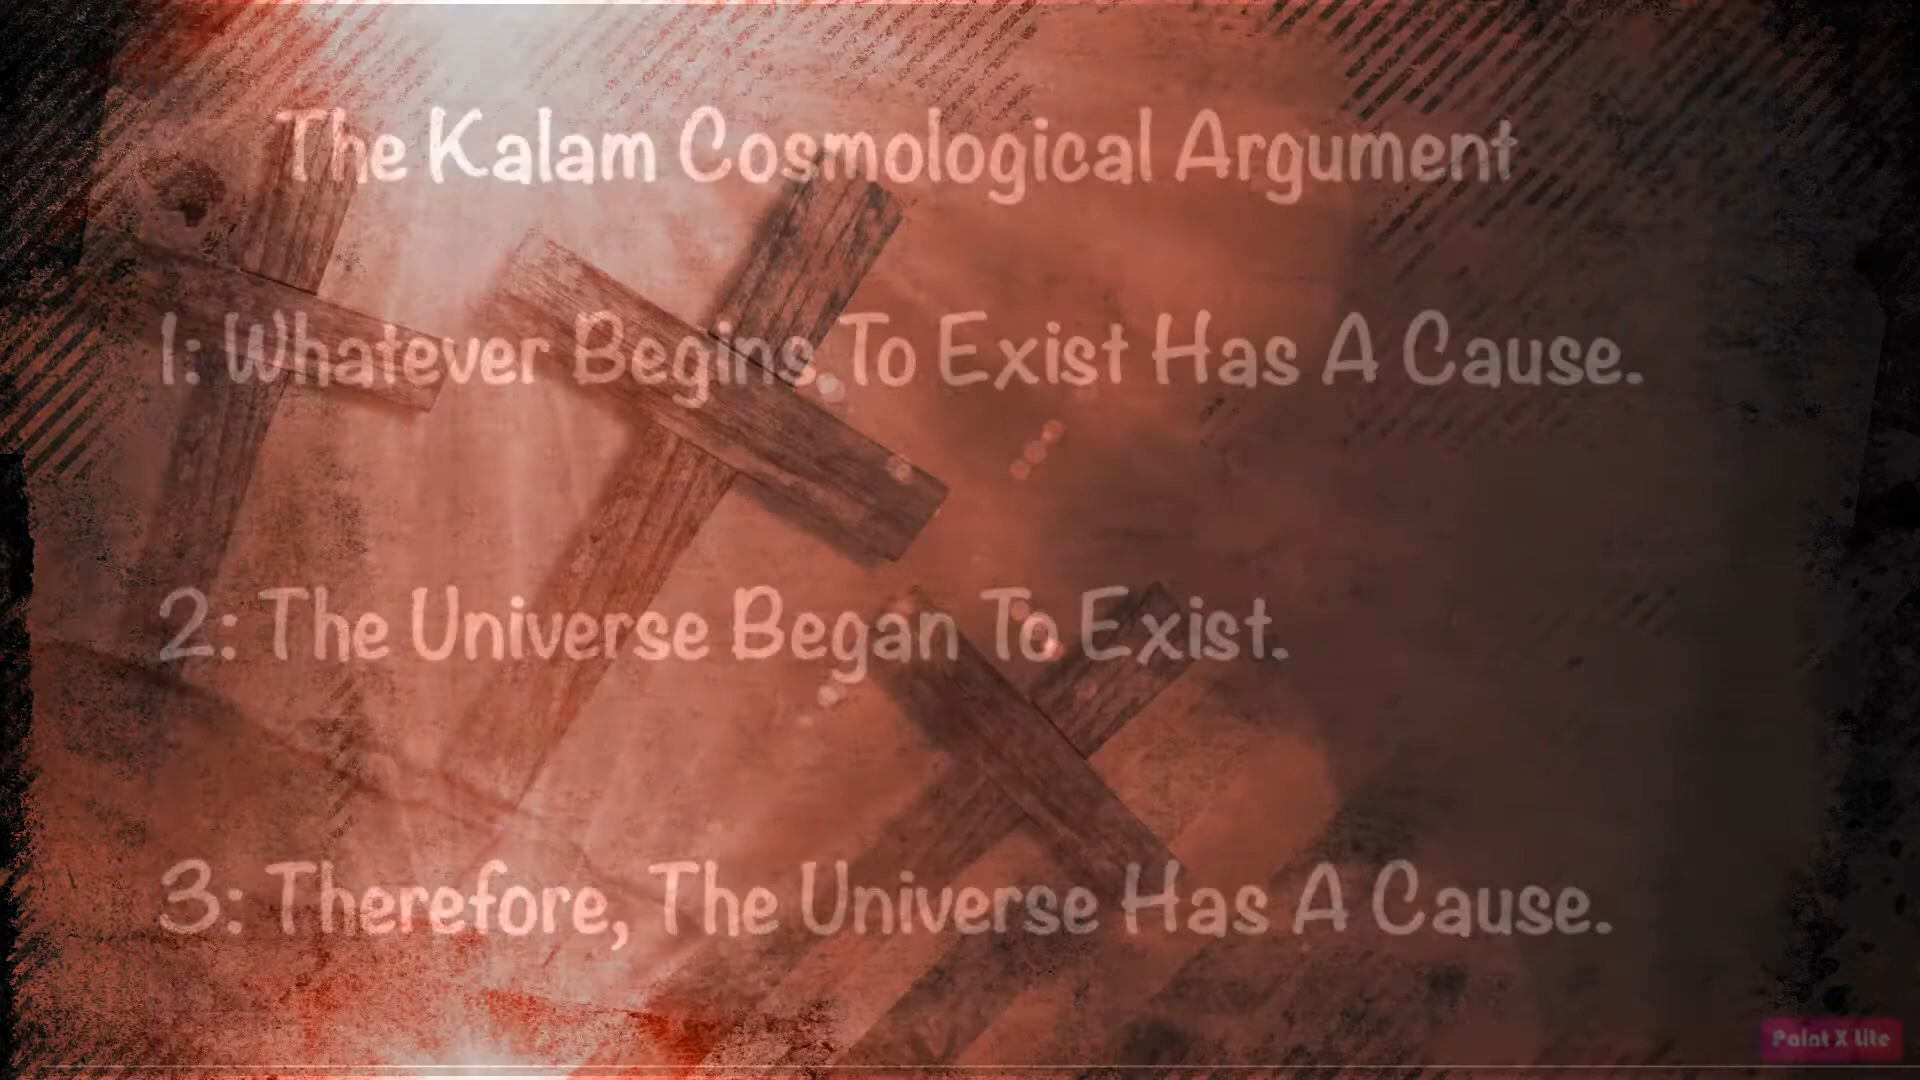 The Kalam Cosmological Argument
1: Whatever Begins To Exist Has A Cause.
2: The Universe Began To Exist.
3: Therefore, The Universe Has A Cause.
Paint X Lite